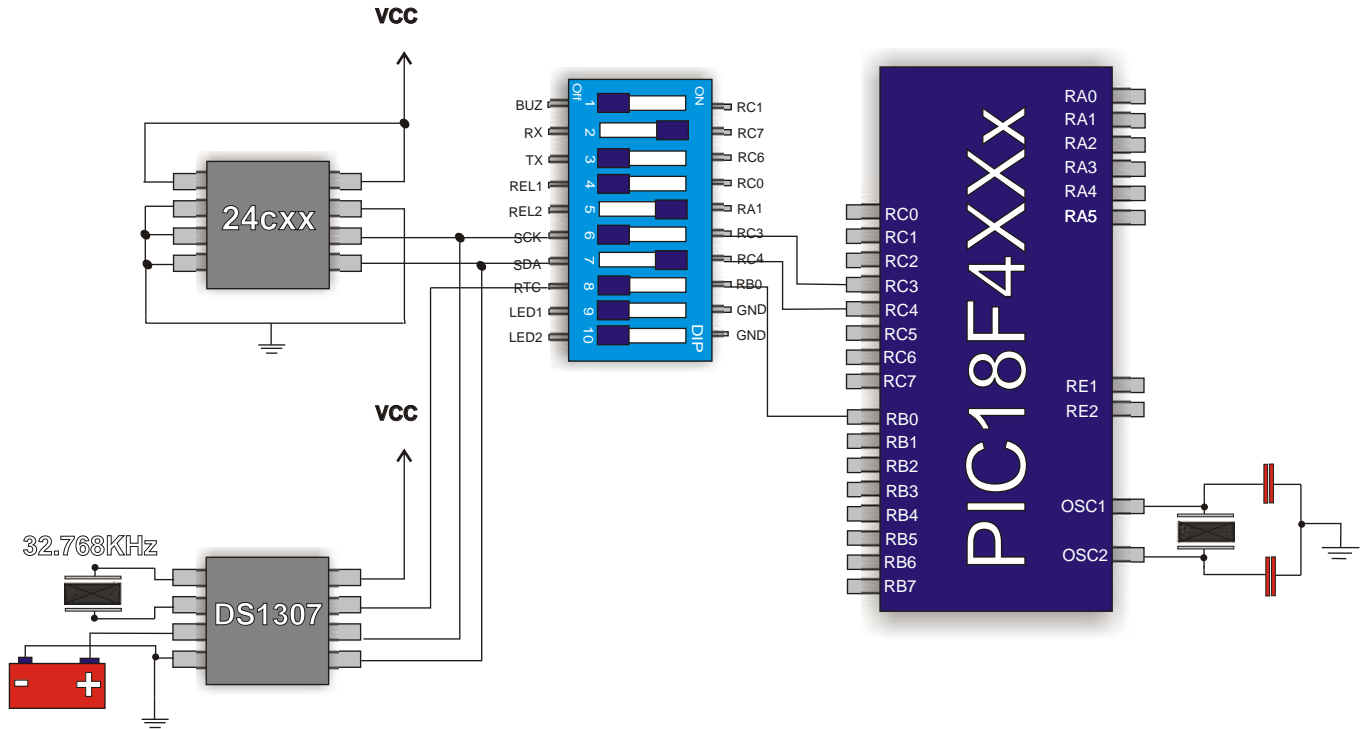 VCC
24cxx
Off
ON
BUZ 1 RC1
RX 2 RC7
TX 3 RC6
REL1 4 RC0
REL2 5 RA1
SCK 6 RC3
SDA 7 RC4
RTC 8 RB0
LED1 9 GND
LED2 10 GND
DIP
PIC18F4XXXx
RA0
RA1
RA2
RA3
RA4
RA5
RC0
RC1
RC2
RC3
RC4
RC5
RC6
RC7
RB0
RB1
RB2
RB3
RB4
RB5
RB6
RB7
RE1
RE2
OSC1
OSC2
VCC
32.768KHz
DS1307
- +